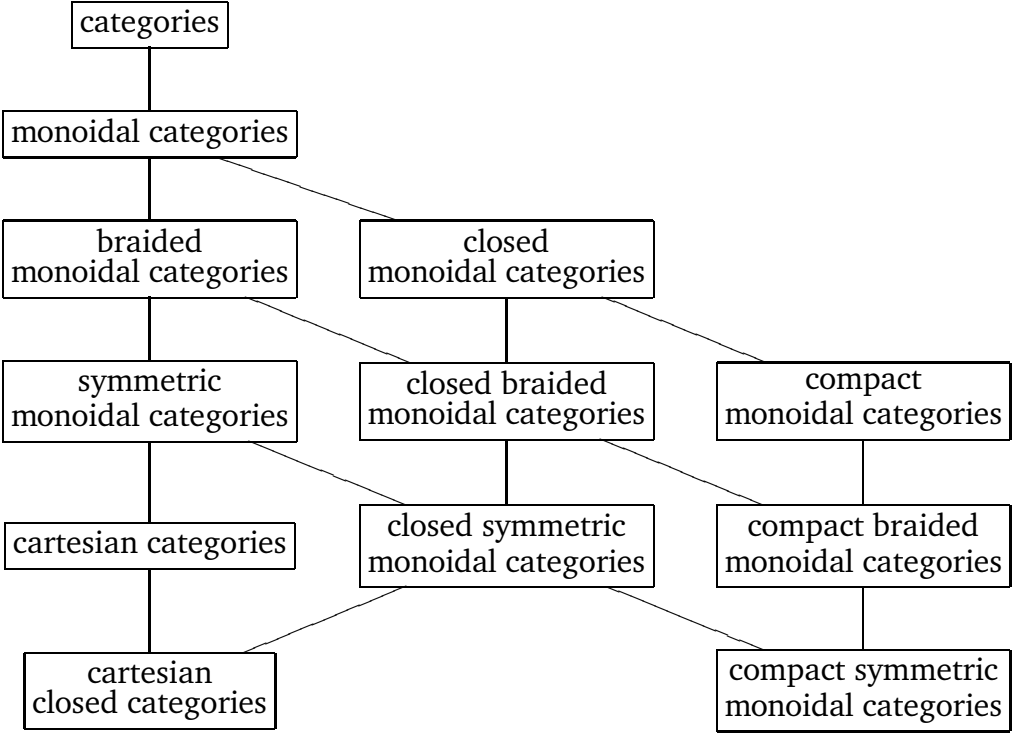 categories
monoidal categories
braided
monoidal categories
closed
monoidal categories
symmetric
monoidal categories
closed braided
monoidal categories
compact
monoidal categories
cartesian categories
closed symmetric
monoidal categories
compact braided
monoidal categories
cartesian
closed categories
compact symmetric
monoidal categories